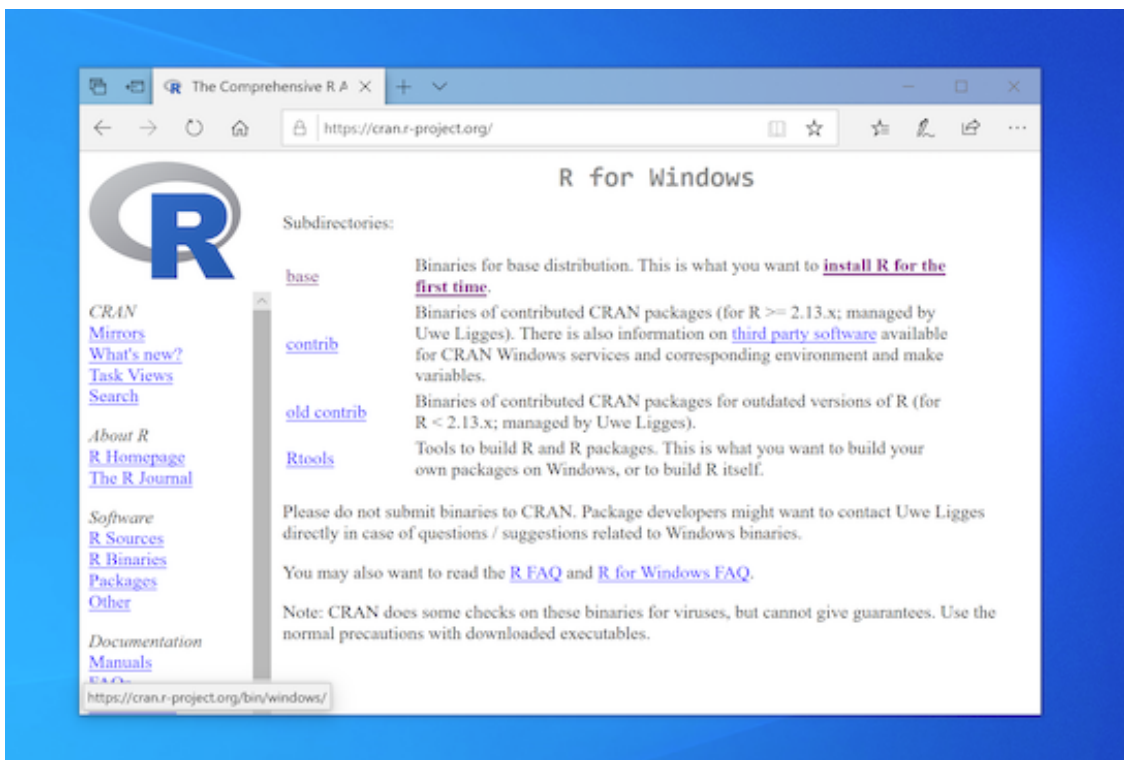 The Comprehensive R A
https://cran.r-project.org/
R
R for Windows
Subdirectories:
base
Binaries for base distribution. This is what you want to install R for the
first time.
contrib
Binaries of contributed CRAN packages (for R >= 2.13.x; managed by
Uwe Ligges). There is also information on third party software available
for CRAN Windows services and corresponding environment and make
variables.
old contrib
Binaries of contributed CRAN packages for outdated versions of R (for
R < 2.13.x; managed by Uwe Ligges).
Rtools
Tools to build R and R packages. This is what you want to build your
own packages on Windows, or to build R itself.
Please do not submit binaries to CRAN. Package developers might want to contact Uwe Ligges
directly in case of questions / suggestions related to Windows binaries.
You may also want to read the R FAQ and R for Windows FAQ.
Note: CRAN does some checks on these binaries for viruses, but cannot give guarantees. Use the
normal precautions with downloaded executables.
CRAN
Mirrors
What's new?
Task Views
Search
About R
R Homepage
The R Journal
Software
R Sources
R Binaries
Packages
Other
Documentation
Manuals
FAQs
https://cran.r-project.org/bin/windows/